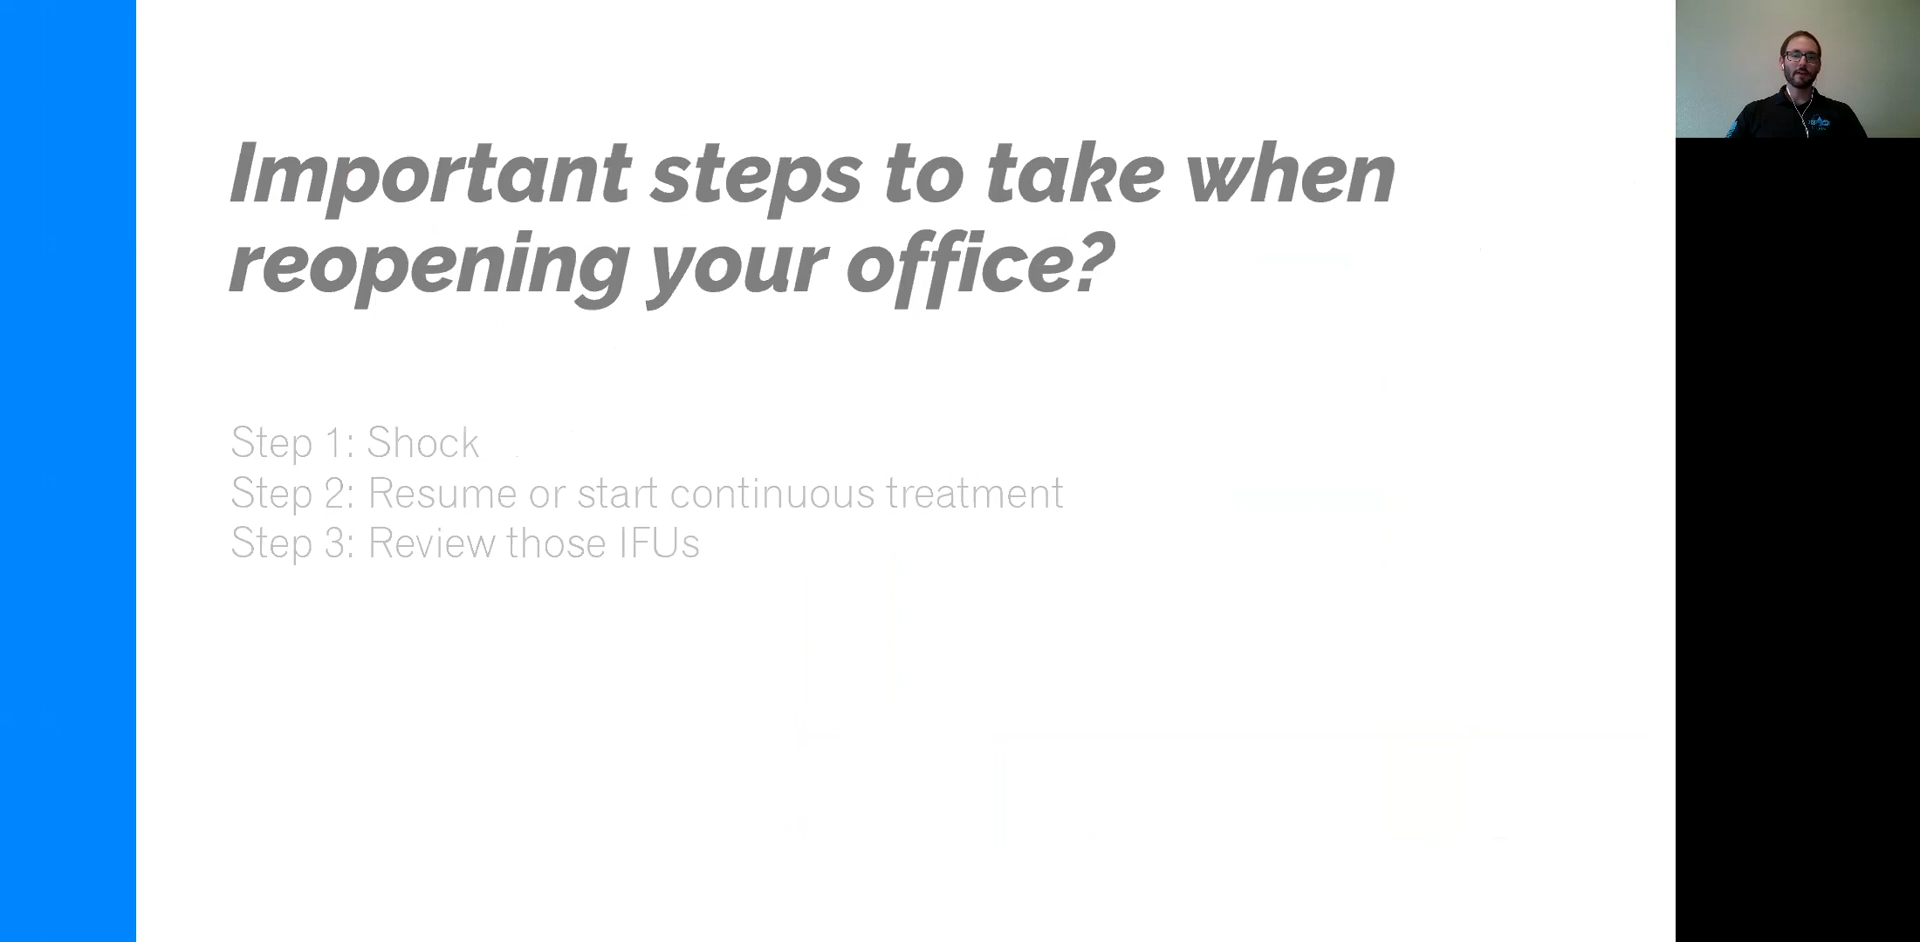 Important steps to take when
reopening your office?
Step 1: Shock
Step 2: Resume or start continuous treatment
Step 3: Review those IFUs